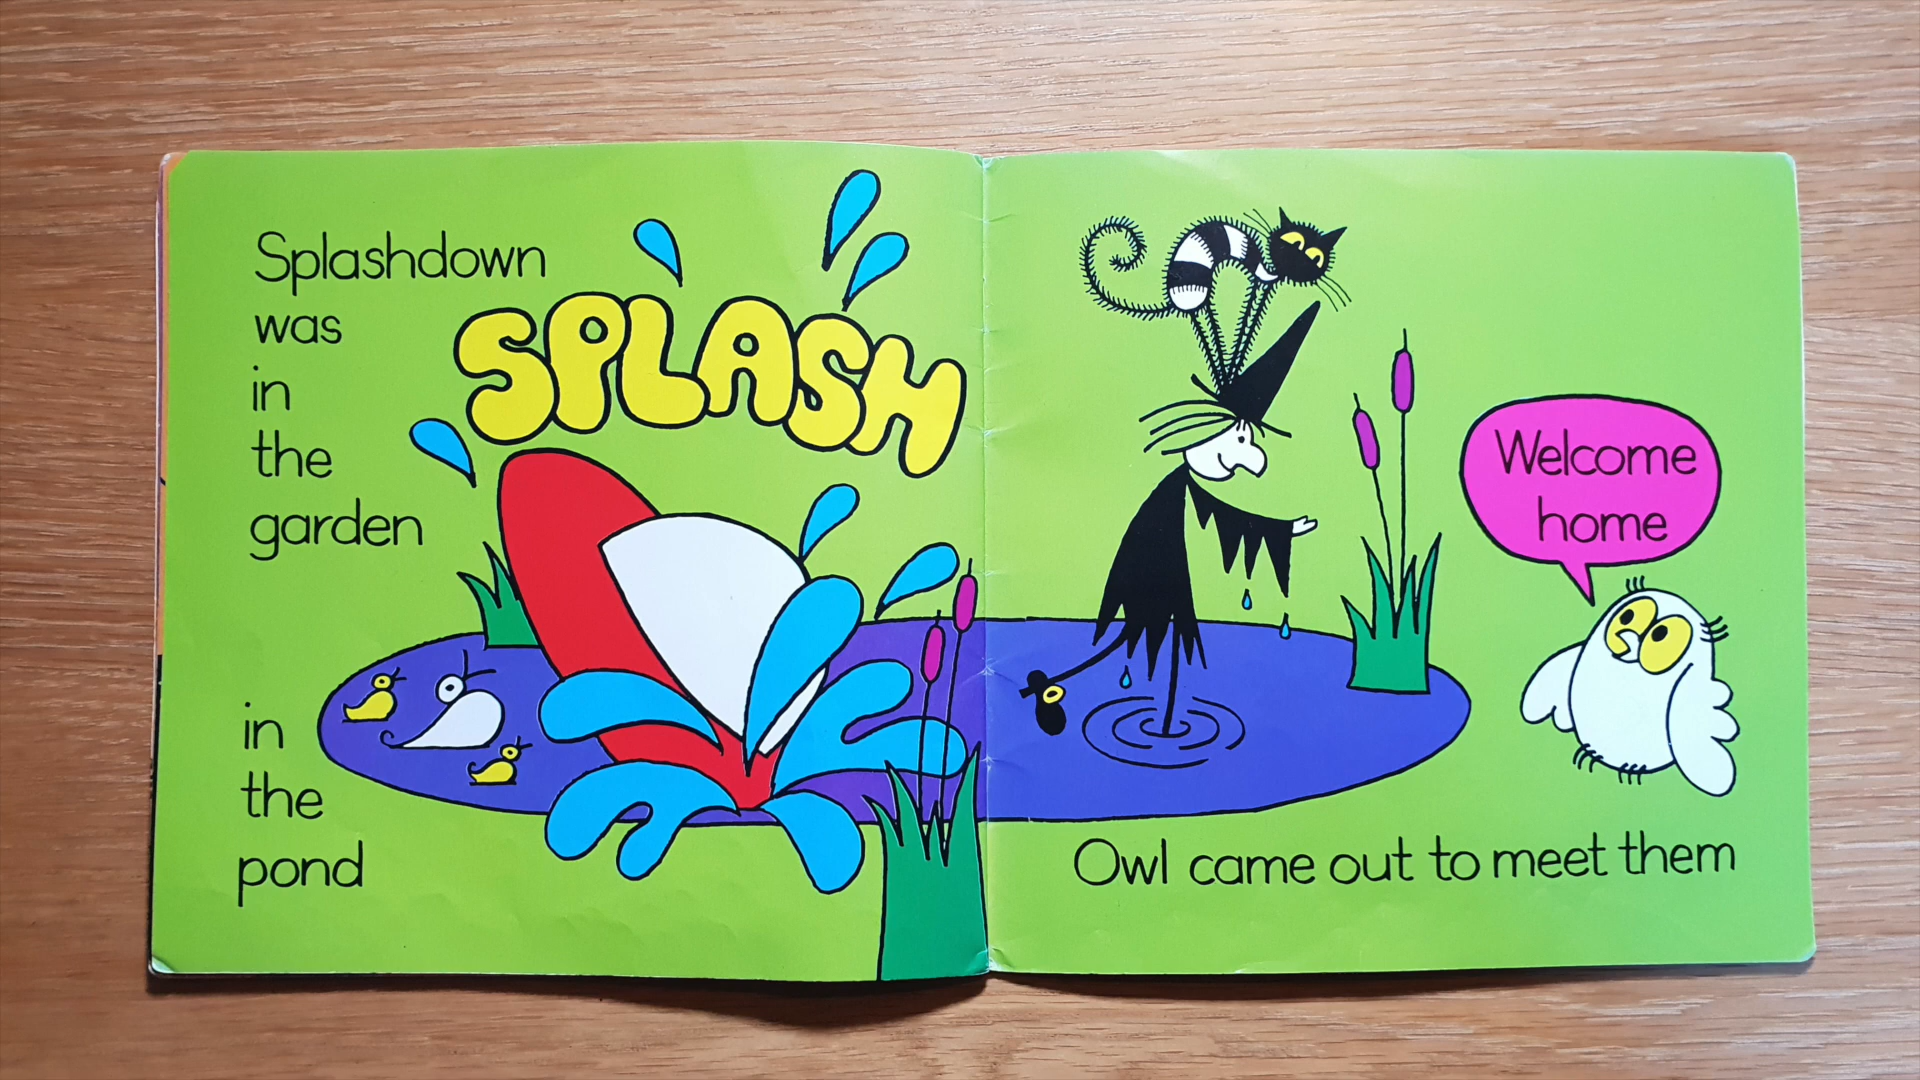 Splashdown
was
in
the
garden
SPLASH
in
the
pond
Welcome
home
Owl came out to meet them